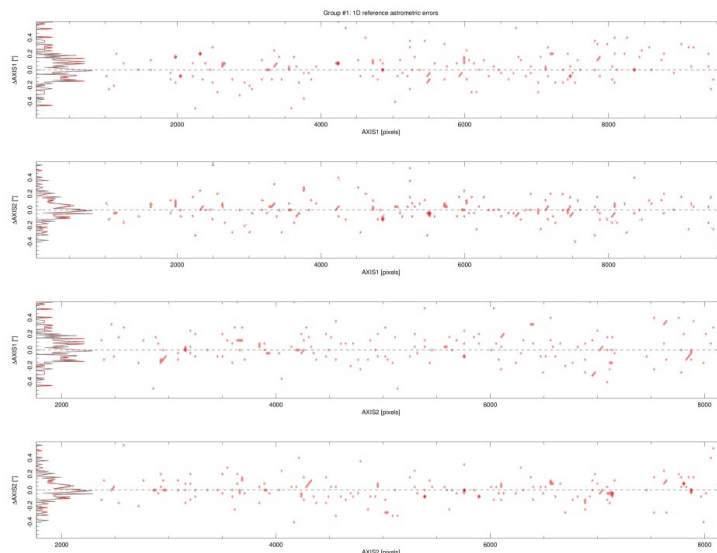 Group #1: 1D reference astrometric errors
ΔAXIS1 ["]
0.4
0.2
0.0
-0.2
-0.4
2000 4000 6000 8000
AXIS1 [pixels]
ΔAXIS2 ["]
0.4
0.2
0.0
-0.2
-0.4
2000 4000 6000 8000
AXIS1 [pixels]
ΔAXIS1 ["]
0.4
0.2
0.0
-0.2
-0.4
2000 4000 6000 8000
AXIS2 [pixels]
ΔAXIS2 ["]
0.4
0.2
0.0
-0.2
-0.4
2000 4000 6000 8000
AXIS2 [pixels]